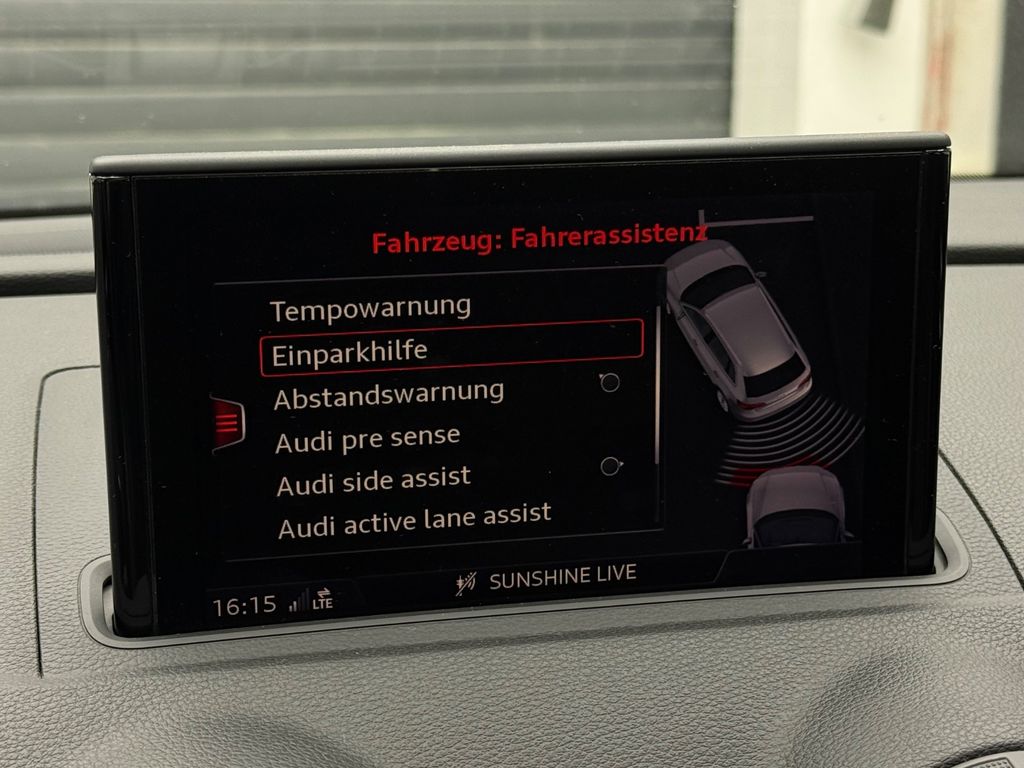 Fahrzeug: Fahrerassistenz
Tempowarnung
Einparkhilfe
Abstandswarnung
Audi pre sense
Audi side assist
Audi active lane assist
SUNSHINE LIVE
16:15 LTE